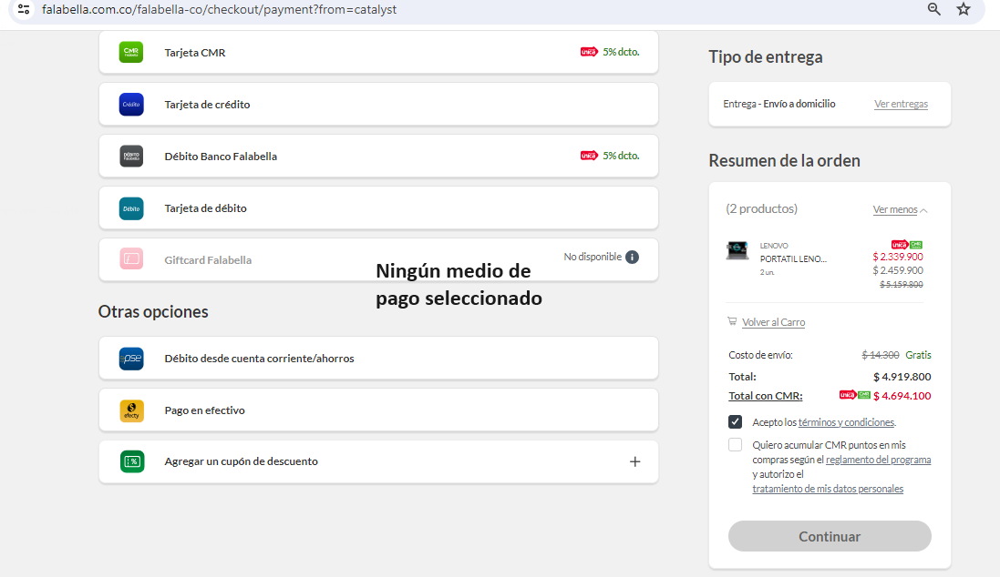 falabella.com.co/falabella-co/checkout/payment?from=catalyst
CMR
Falabella
Tarjeta CMR
única 5% dcto.
Crédito
Tarjeta de crédito
DÉBITO
Falabella
Débito Banco Falabella
única 5% dcto.
Débito
Tarjeta de débito
Giftcard Falabella
No disponible
Ningún medio de
pago seleccionado
Otras opciones
pse
Débito desde cuenta corriente/ahorros
efecty
Pago en efectivo
Agregar un cupón de descuento
Tipo de entrega
Entrega - Envío a domicilio
Ver entregas
Resumen de la orden
(2 productos)
Ver menos
LENOVO
PORTATIL LENO...
2 un.
única CMR
$ 2.339.900
$ 2.459.900
$ 5.159.800
Volver al Carro
Costo de envío: $ 14.300 Gratis
Total: $ 4.919.800
Total con CMR: única CMR $ 4.694.100
Acepto los términos y condiciones.
Quiero acumular CMR puntos en mis
compras según el reglamento del programa
y autorizo el
tratamiento de mis datos personales
Continuar